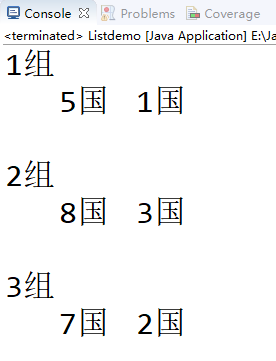 Console Problems Coverage
<terminated> Listdemo [Java Application] E:\Ja
1组
5国 1国
2组
8国 3国
3组
7国 2国